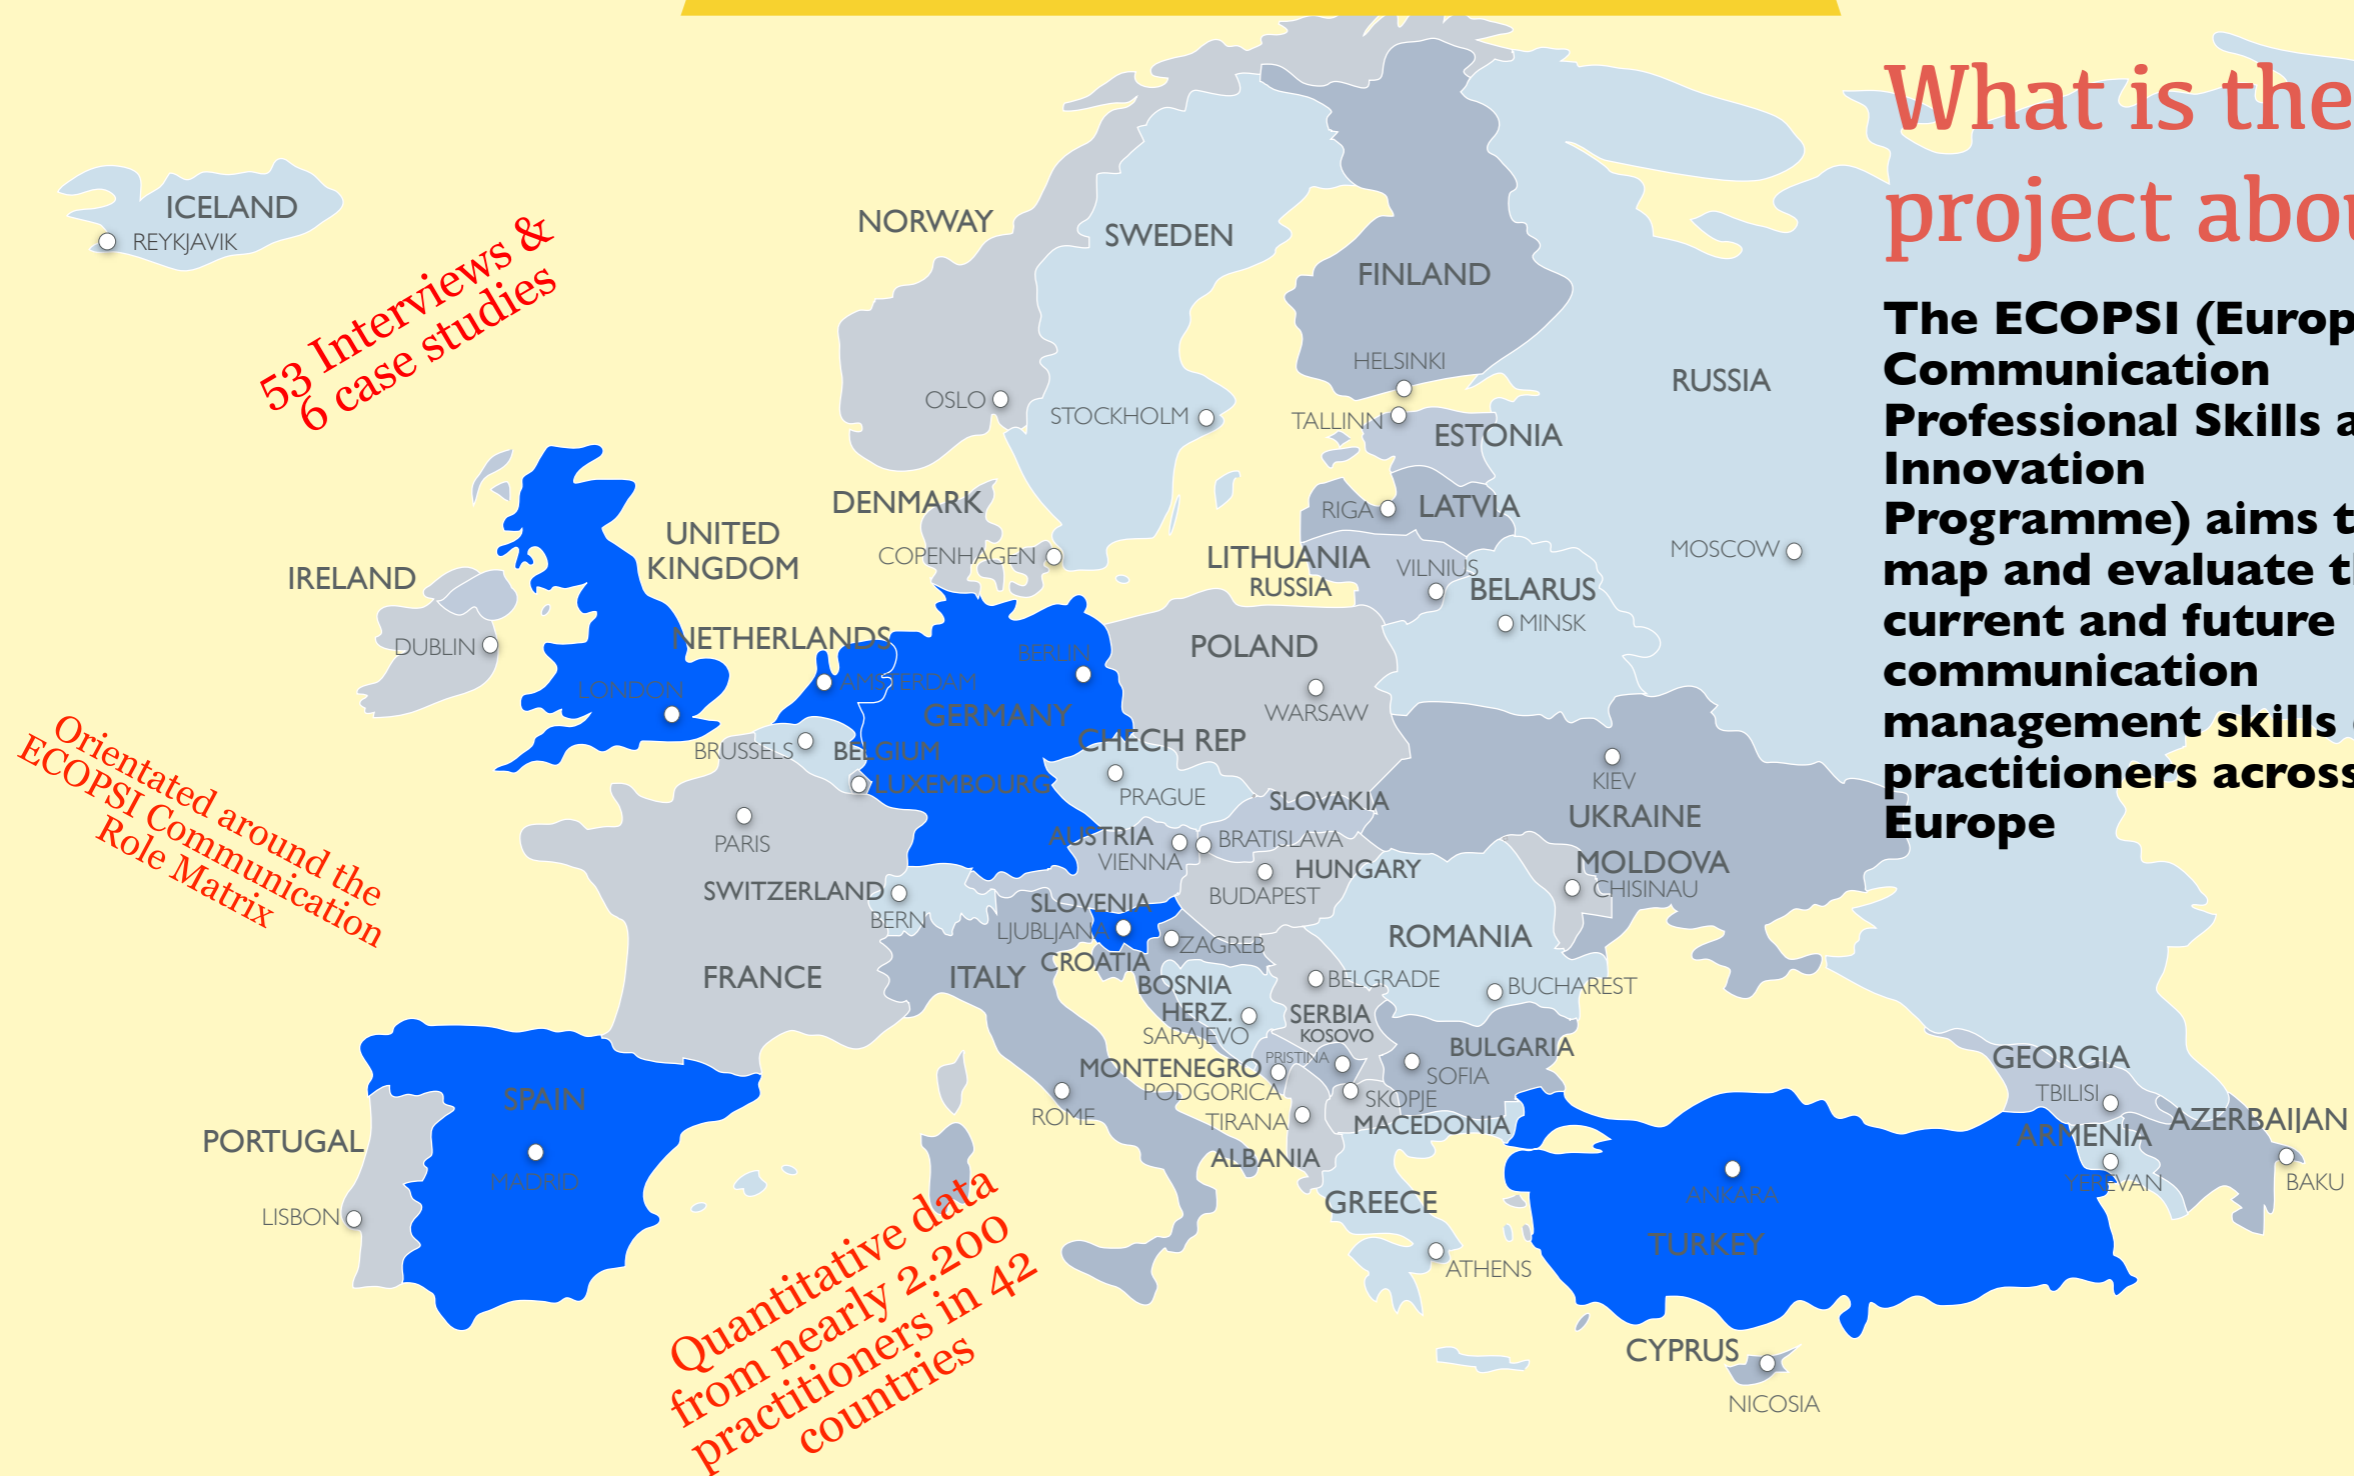 What is the
project abou
The ECOPSI (Europ
Communication
Professional Skills a
Innovation
Programme) aims t
map and evaluate t
current and future
communication
management skills
practitioners across
Europe
53 Interviews &
6 case studies
Orientated around the
ECOPSI Communication
Role Matrix
Quantitative data
from nearly 2.200
practitioners in 42
countries
ICELAND
REYKJAVIK
NORWAY
SWEDEN
FINLAND
HELSINKI
OSLO
STOCKHOLM
TALLINN
ESTONIA
RUSSIA
DENMARK
RIGA
LATVIA
UNITED
KINGDOM
COPENHAGEN
LITHUANIA
RUSSIA
VILNIUS
BELARUS
MINSK
MOSCOW
IRELAND
DUBLIN
NETHERLANDS
AMSTERDAM
LONDON
BERLIN
GERMANY
POLAND
WARSAW
BRUSSELS
BELGIUM
LUXEMBOURG
CHECH REP
PRAGUE
KIEV
UKRAINE
PARIS
SLOVAKIA
AUSTRIA
VIENNA
BRATISLAVA
HUNGARY
BUDAPEST
MOLDOVA
CHISINAU
SWITZERLAND
BERN
SLOVENIA
LJUBLJANA
ZAGREB
CROATIA
FRANCE
ITALY
ROMANIA
BELGRADE
BUCHAREST
BOSNIA
HERZ.
SARAJEVO
SERBIA
KOSOVO
PRISTINA
BULGARIA
SOFIA
MONTENEGRO
PODGORICA
SKOPJE
MACEDONIA
TIRANA
ALBANIA
ROME
SPAIN
MADRID
PORTUGAL
LISBON
GREECE
ATHENS
GEORGIA
TBILISI
ARMENIA
YEREVAN
AZERBAIJAN
BAKU
ANKARA
TURKEY
CYPRUS
NICOSIA